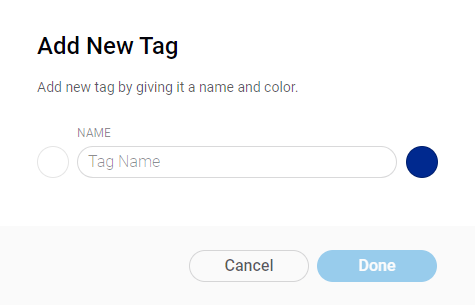 Add New Tag
Add new tag by giving it a name and color.
NAME
Tag Name
Cancel Done